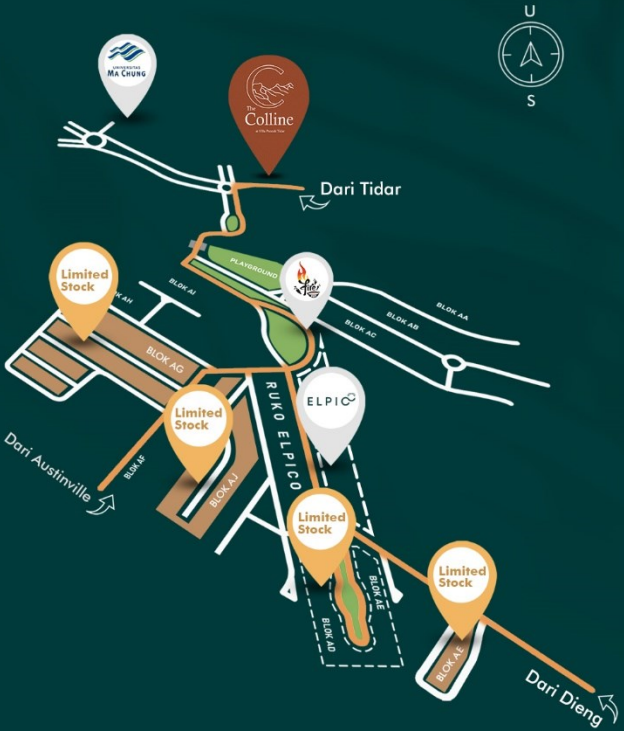 U
S
UNIVERSITAS
MA CHUNG
The
Colline
Dari Tidar
PLAYGROUND
fire!
Limited
Stock
BLOK AH
BLOK AI
BLOK AA
BLOK AB
BLOK AC
BLOK AG
ELPICO
RUKO ELPICO
Limited
Stock
Dari Austinville
BLOK AF
BLOK AJ
Limited
Stock
Limited
Stock
BLOK AE
BLOK AD
BLOK AE
Dari Dieng